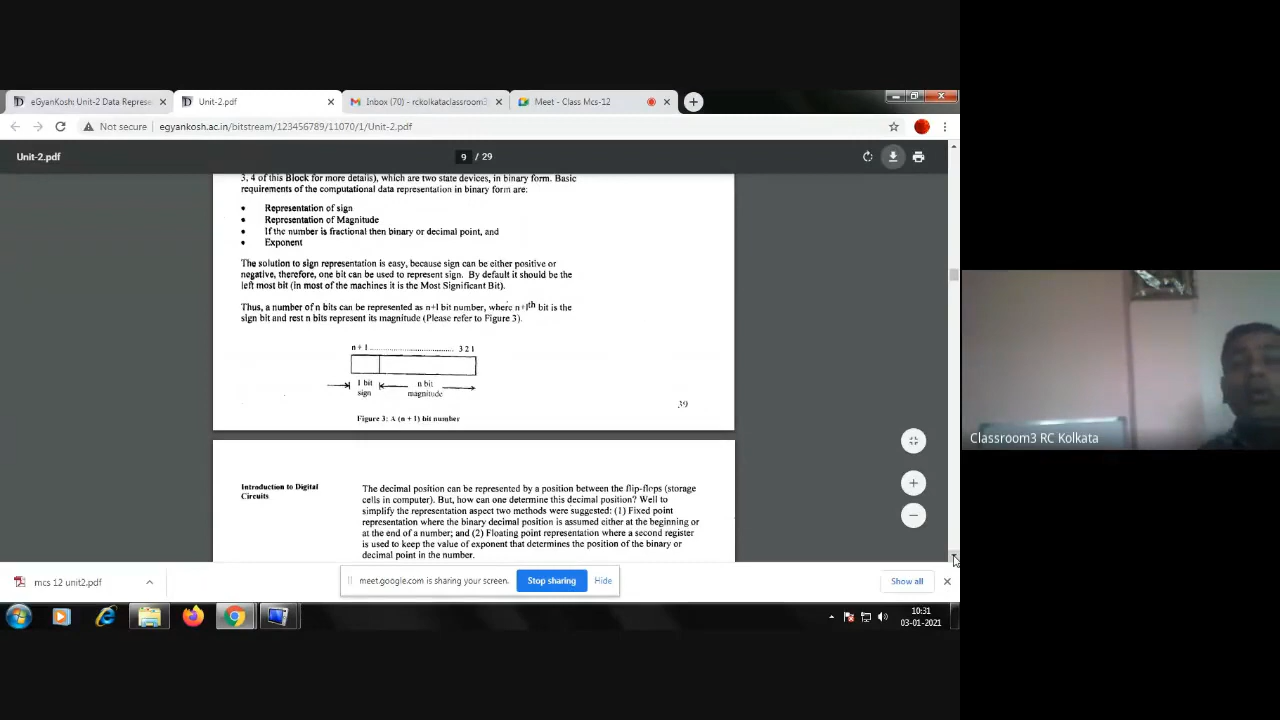 eGyanKosh: Unit-2 Data Represe
Unit-2.pdf
Inbox (70) - rckolkataclassroom3
Meet - Class Mcs-12
Not secure
egyankosh.ac.in/bitstream/123456789/11070/1/Unit-2.pdf
Unit-2.pdf
9 / 29
3, 4 of this Block for more details), which are two state devices, in binary form. Basic
requirements of the computational data representation in binary form are:
• Representation of sign
• Representation of Magnitude
• If the number is fractional then binary or decimal point, and
• Exponent
The solution to sign representation is easy, because sign can be either positive or
negative, therefore, one bit can be used to represent sign. By default it should be the
left most bit (in most of the machines it is the Most Significant Bit).
Thus, a number of n bits can be represented as n+l bit number, where n+lth bit is the
sign bit and rest n bits represent its magnitude (Please refer to Figure 3).
n + 1 ................................ 3 2 1
1 bit
sign
n bit
magnitude
39
Figure 3: A (n + 1) bit number
Introduction to Digital
Circuits
The decimal position can be represented by a position between the flip-flops (storage
cells in computer). But, how can one determine this decimal position? Well to
simplify the representation aspect two methods were suggested: (1) Fixed point
representation where the binary decimal position is assumed either at the beginning or
at the end of a number; and (2) Floating point representation where a second register
is used to keep the value of exponent that determines the position of the binary or
decimal point in the number.
meet.google.com is sharing your screen.
Stop sharing
Hide
mcs 12 unit2.pdf
Show all
10:31
03-01-2021
Classroom3 RC Kolkata